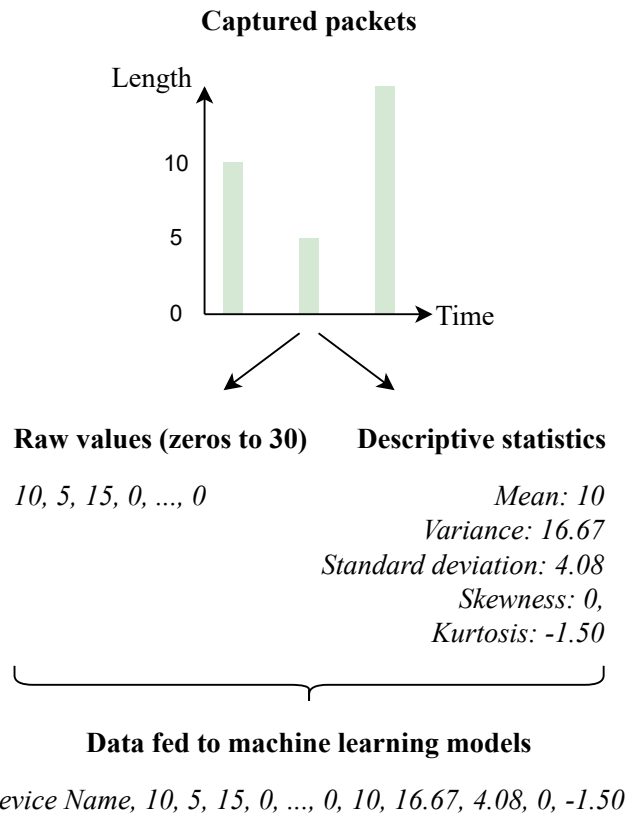 Captured packets
Length
10
5
0
Time
Raw values (zeros to 30)
10, 5, 15, 0, ..., 0
Descriptive statistics
Mean: 10
Variance: 16.67
Standard deviation: 4.08
Skewness: 0,
Kurtosis: -1.50
Data fed to machine learning models
evice Name, 10, 5, 15, 0, ..., 0, 10, 16.67, 4.08, 0, -1.50